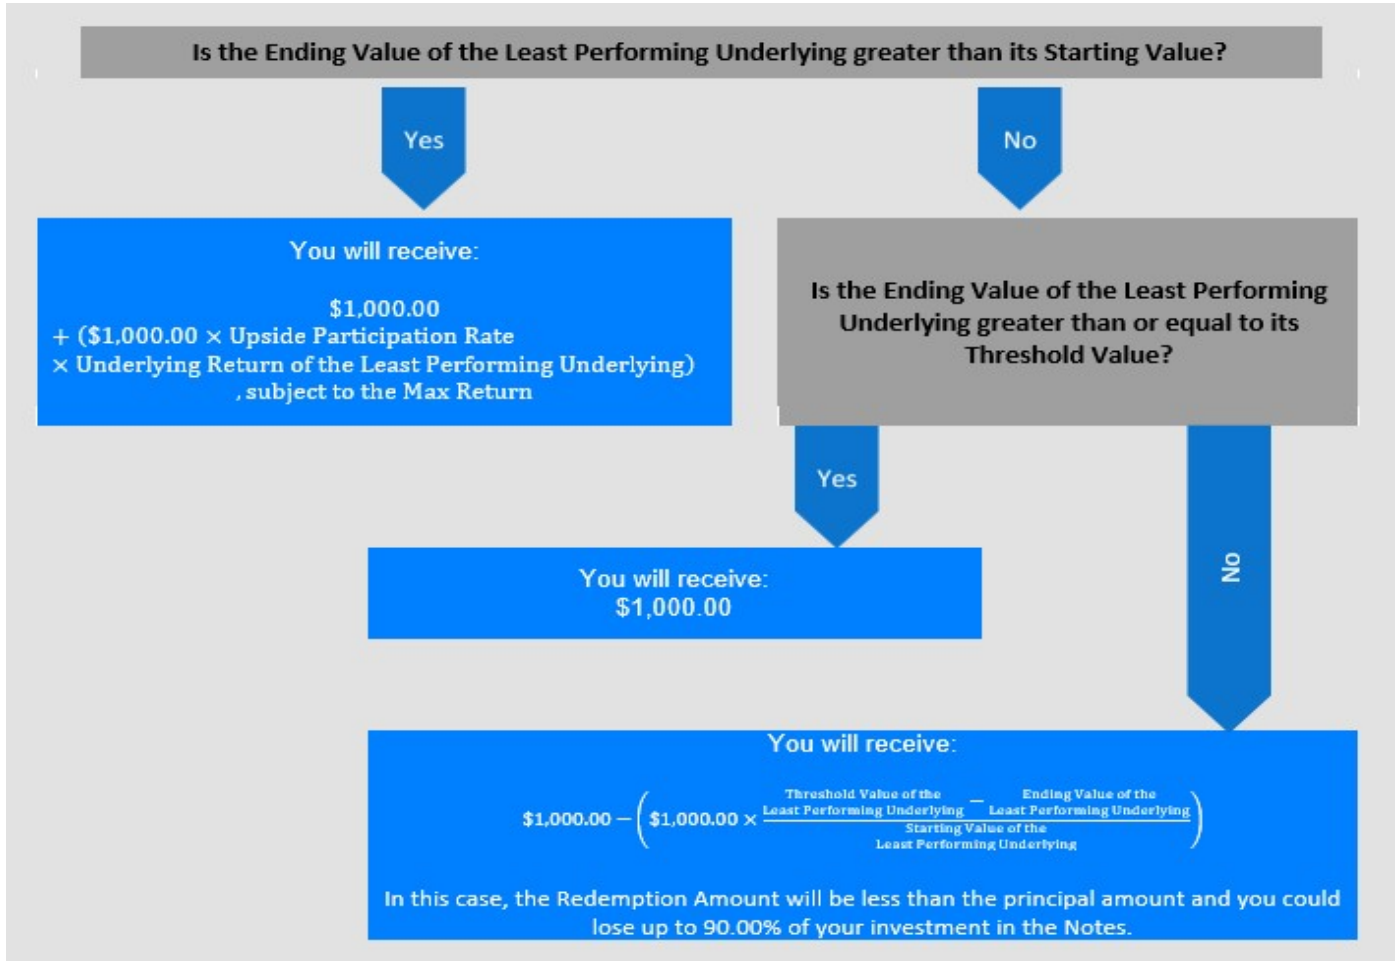 Is the Ending Value of the Least Performing Underlying greater than its Starting Value?
Yes
No
You will receive:
$1,000.00
+ ($1,000.00 × Upside Participation Rate
× Underlying Return of the Least Performing Underlying)
, subject to the Max Return
Is the Ending Value of the Least Performing
Underlying greater than or equal to its
Threshold Value?
Yes
No
You will receive:
$1,000.00
You will receive:
$1,000.00 − ($1,000.00 × (Threshold Value of the Least Performing Underlying − Ending Value of the Least Performing Underlying) / Starting Value of the Least Performing Underlying)
In this case, the Redemption Amount will be less than the principal amount and you could
lose up to 90.00% of your investment in the Notes.